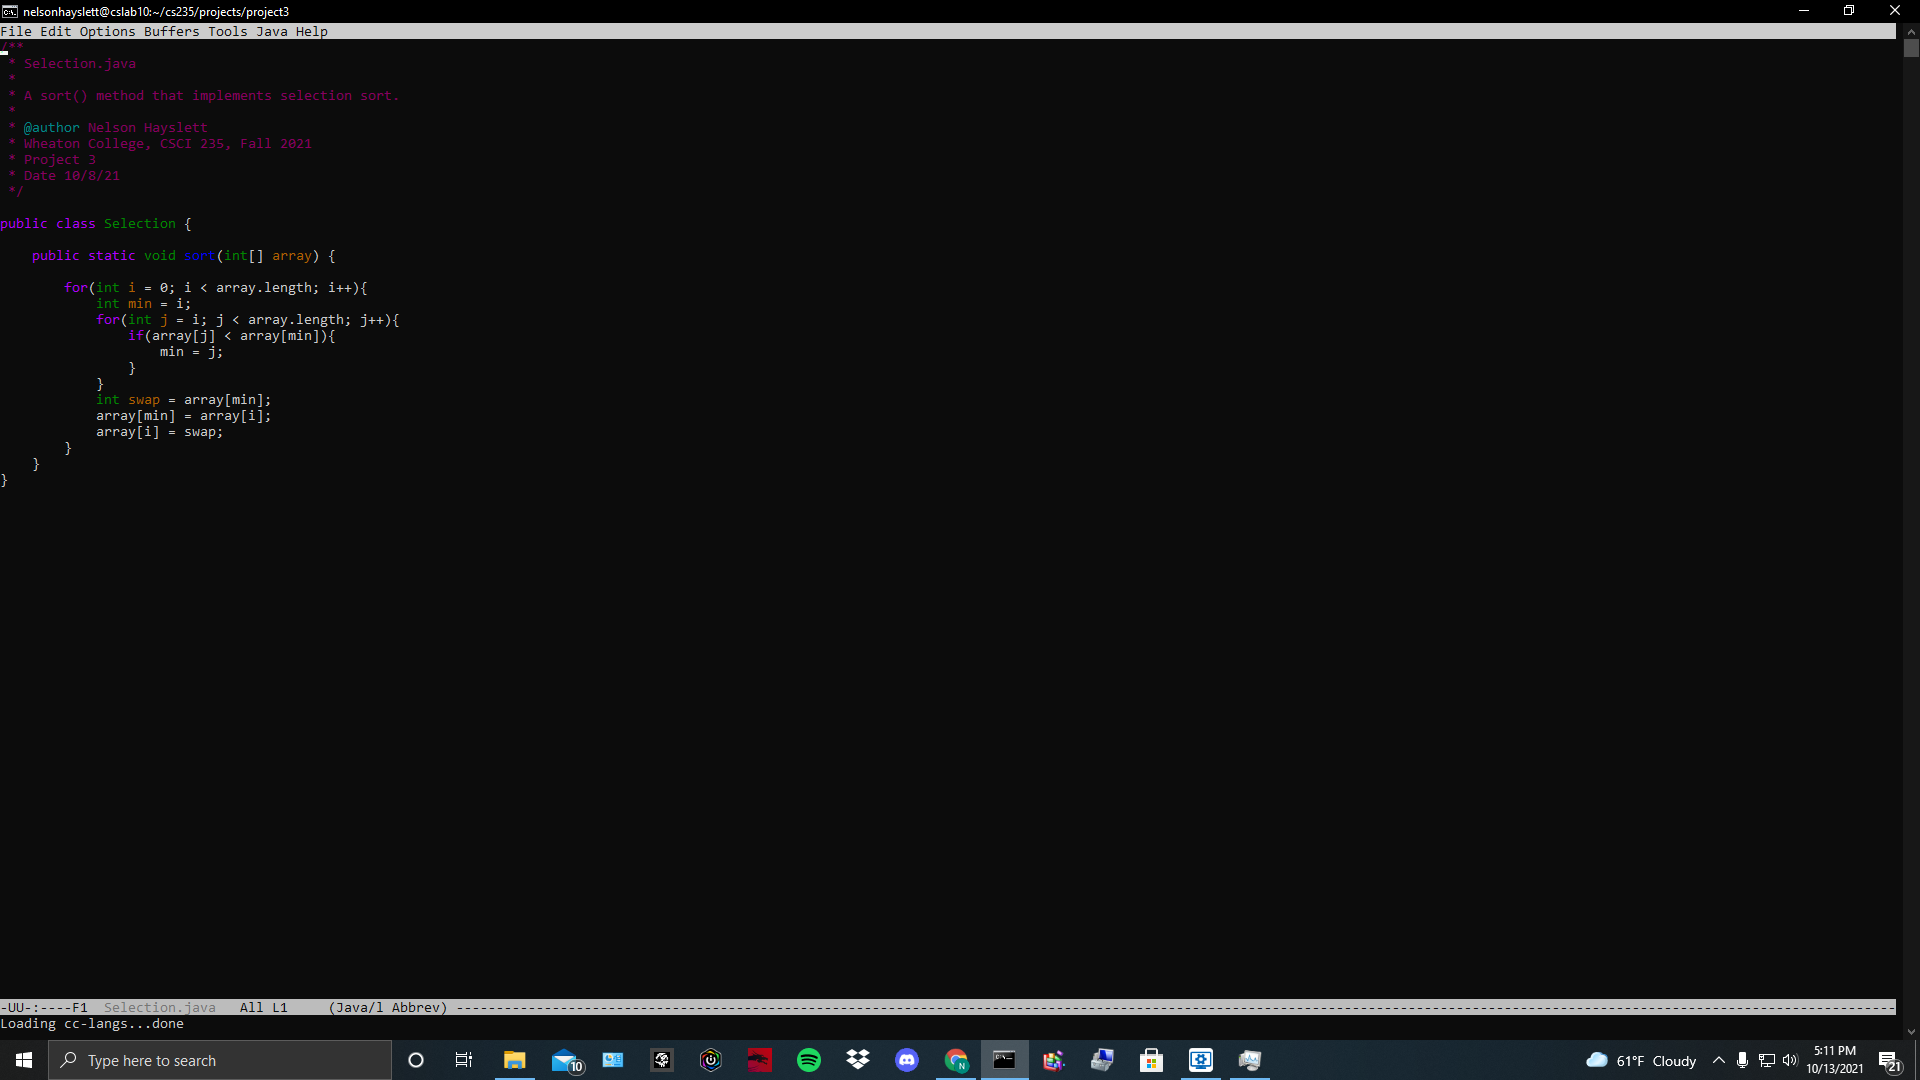 nelsonhayslett@cslab10:~/cs235/projects/project3
File Edit Options Buffers Tools Java Help
/**
 * Selection.java
 *
 * A sort() method that implements selection sort.
 *
 * @author Nelson Hayslett
 * Wheaton College, CSCI 235, Fall 2021
 * Project 3
 * Date 10/8/21
 */
public class Selection {
    public static void sort(int[] array) {
        for(int i = 0; i < array.length; i++){
            int min = i;
            for(int j = i; j < array.length; j++){
                if(array[j] < array[min]){
                    min = j;
                }
            }
            int swap = array[min];
            array[min] = array[i];
            array[i] = swap;
        }
    }
}
-UU-:----F1  Selection.java   All L1     (Java/l Abbrev) ------------------------------------------------------------
Loading cc-langs...done
Type here to search
10
N
61°F Cloudy
5:11 PM
10/13/2021
21